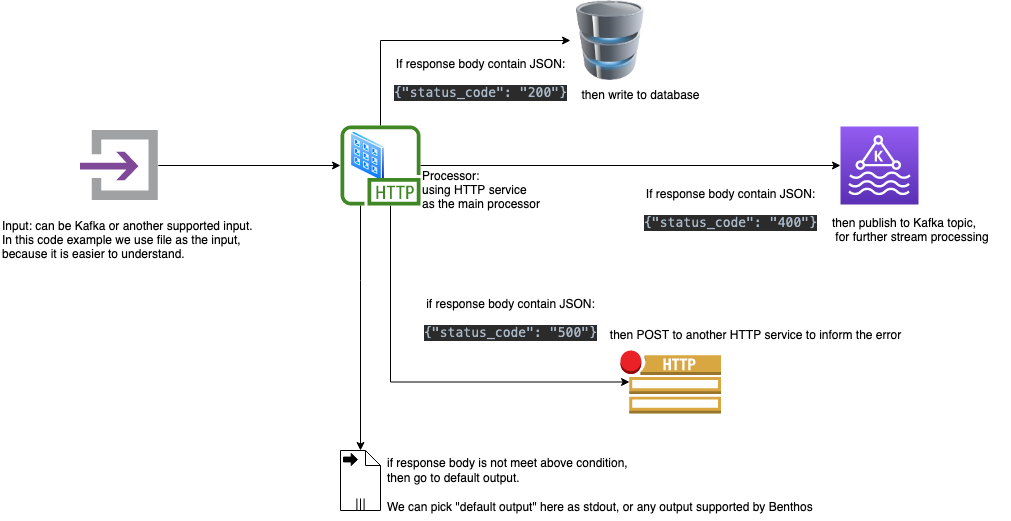 If response body contain JSON:
{"status_code": "200"}
then write to database
HTTP
Processor:
using HTTP service
as the main processor
K
If response body contain JSON:
{"status_code": "400"}
then publish to Kafka topic,
for further stream processing
Input: can be Kafka or another supported input.
In this code example we use file as the input,
because it is easier to understand.
if response body contain JSON:
{"status_code": "500"}
then POST to another HTTP service to inform the error
HTTP
if response body is not meet above condition,
then go to default output.
We can pick "default output" here as stdout, or any output supported by Benthos